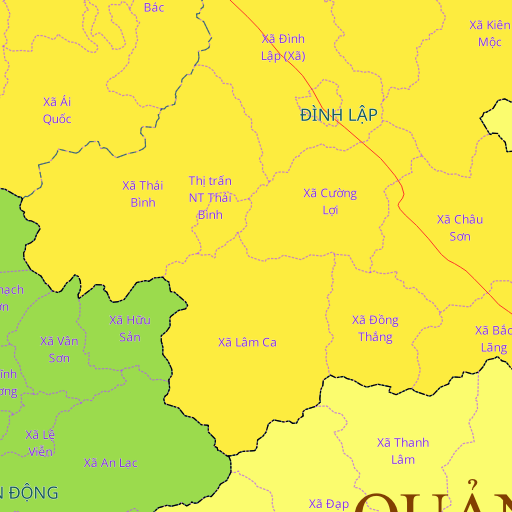 Bác
Xã Đình
Lập (Xã)
Xã Kiên
Mộc
Xã Ái
Quốc
ĐÌNH LẬP
Xã Thái
Bình
Thị trấn
NT Thái
Bình
Xã Cường
Lợi
Xã Châu
Sơn
Xã Hữu
Sản
Xã Vân
Sơn
Xã Lâm Ca
Xã Đồng
Thắng
Xã Bắc
Lãng
Xã Lệ
Viễn
Xã An Lạc
Xã Thanh
Lâm
ĐỘNG
Xã Đạp